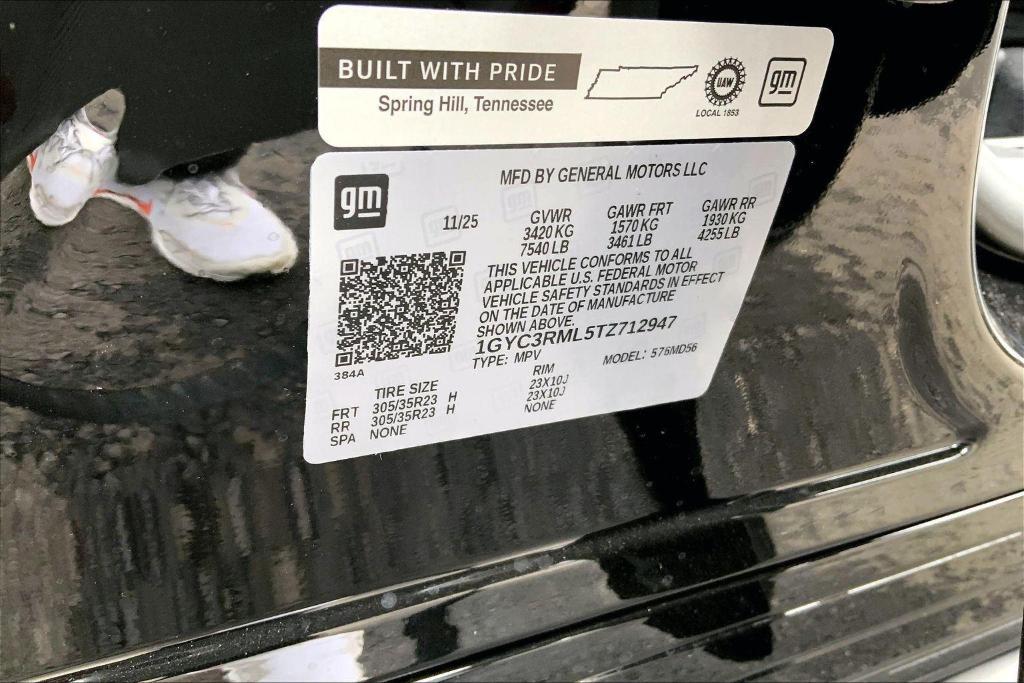 BUILT WITH PRIDE
Spring Hill, Tennessee
UAW
LOCAL 1853
gm
gm
MFD BY GENERAL MOTORS LLC
11/25
GVWR
3420 KG
7540 LB
GAWR FRT
1570 KG
3461 LB
GAWR RR
1930 KG
4255 LB
THIS VEHICLE CONFORMS TO ALL
APPLICABLE U.S. FEDERAL MOTOR
VEHICLE SAFETY STANDARDS IN EFFECT
ON THE DATE OF MANUFACTURE
SHOWN ABOVE.
1GYC3RML5TZ712947
TYPE: MPV MODEL: 576MD56
384A
TIRE SIZE RIM
FRT 305/35R23 H 23X10J
RR 305/35R23 H 23X10J
SPA NONE NONE